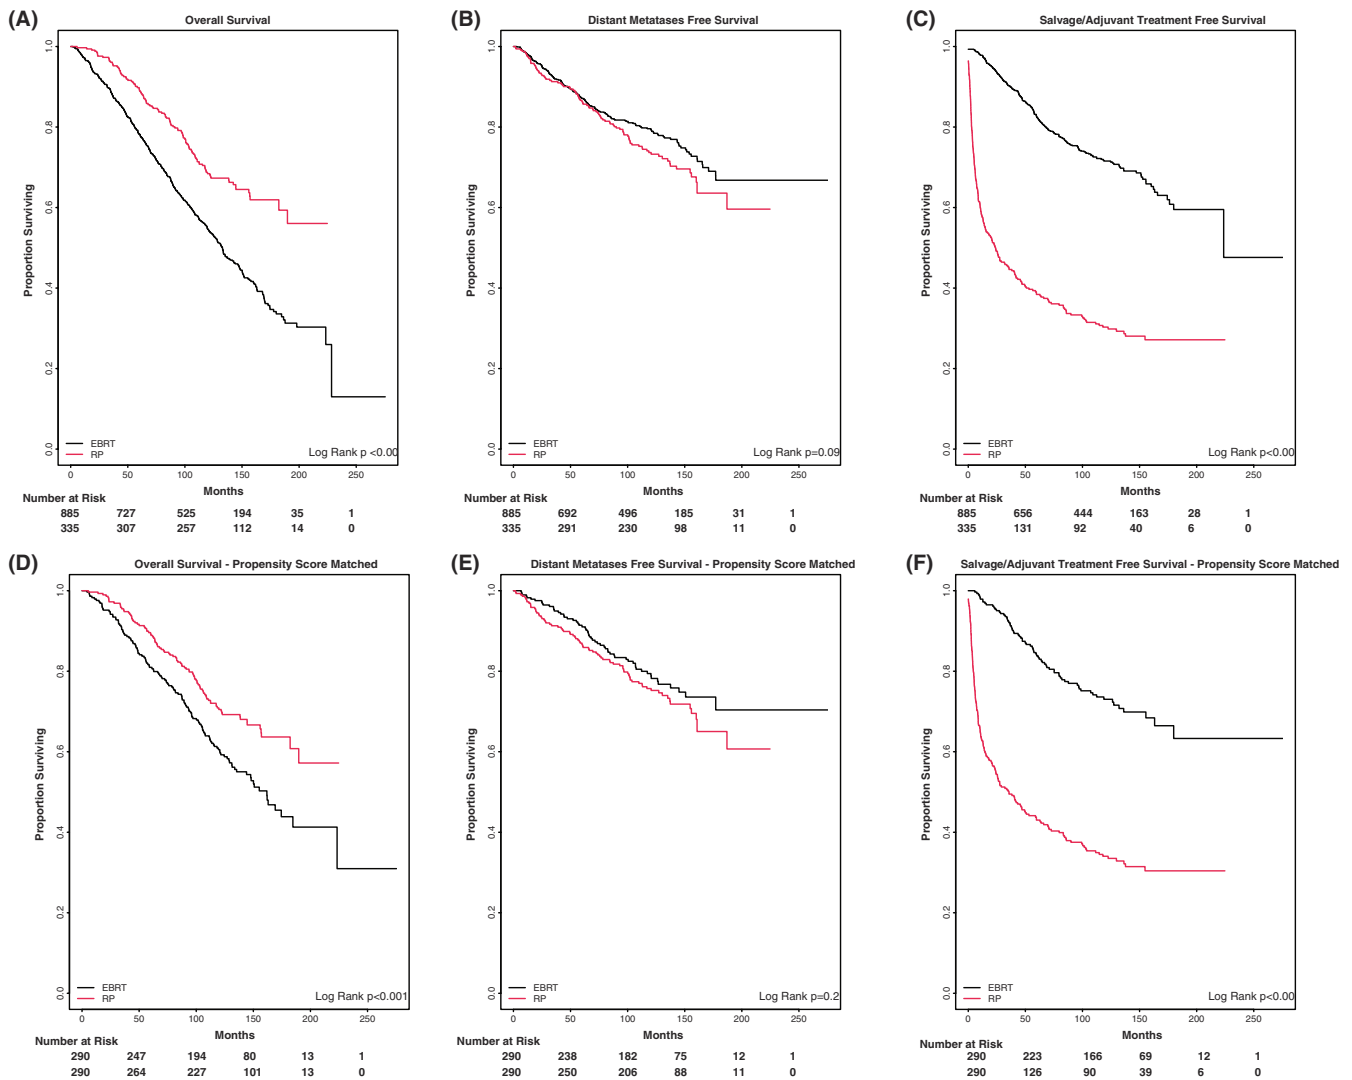 (A)
Overall Survival
Proportion Surviving
1.0
0.8
0.6
0.4
0.2
0.0
EBRT
RP
Log Rank p <0.00
0 50 100 150 200 250
Months
Number at Risk
885 727 525 194 35 1
335 307 257 112 14 0
(B)
Distant Metatases Free Survival
Proportion Surviving
1.0
0.8
0.6
0.4
0.2
0.0
EBRT
RP
Log Rank p=0.09
0 50 100 150 200 250
Months
885 692 496 185 31 1
335 291 230 98 11 0
(C)
Salvage/Adjuvant Treatment Free Survival
Proportion Surviving
1.0
0.8
0.6
0.4
0.2
0.0
EBRT
RP
Log Rank p<0.00
0 50 100 150 200 250
Months
Number at Risk
885 656 444 163 28 1
335 131 92 40 6 0
(D)
Overall Survival - Propensity Score Matched
Proportion Surviving
1.0
0.8
0.6
0.4
0.2
0.0
EBRT
RP
Log Rank p<0.001
0 50 100 150 200 250
Months
Number at Risk
290 247 194 80 13 1
290 264 227 101 13 0
(E)
Distant Metatases Free Survival - Propensity Score Matched
Proportion Surviving
1.0
0.8
0.6
0.4
0.2
0.0
EBRT
RP
Log Rank p=0.2
0 50 100 150 200 250
Months
Number at Risk
290 238 182 75 12 1
290 250 206 88 11 0
(F)
Salvage/Adjuvant Treatment Free Survival - Propensity Score Matched
Proportion Surviving
1.0
0.8
0.6
0.4
0.2
0.0
EBRT
RP
Log Rank p<0.00
0 50 100 150 200 250
Months
Number at Risk
290 223 166 69 12 1
290 126 90 39 6 0